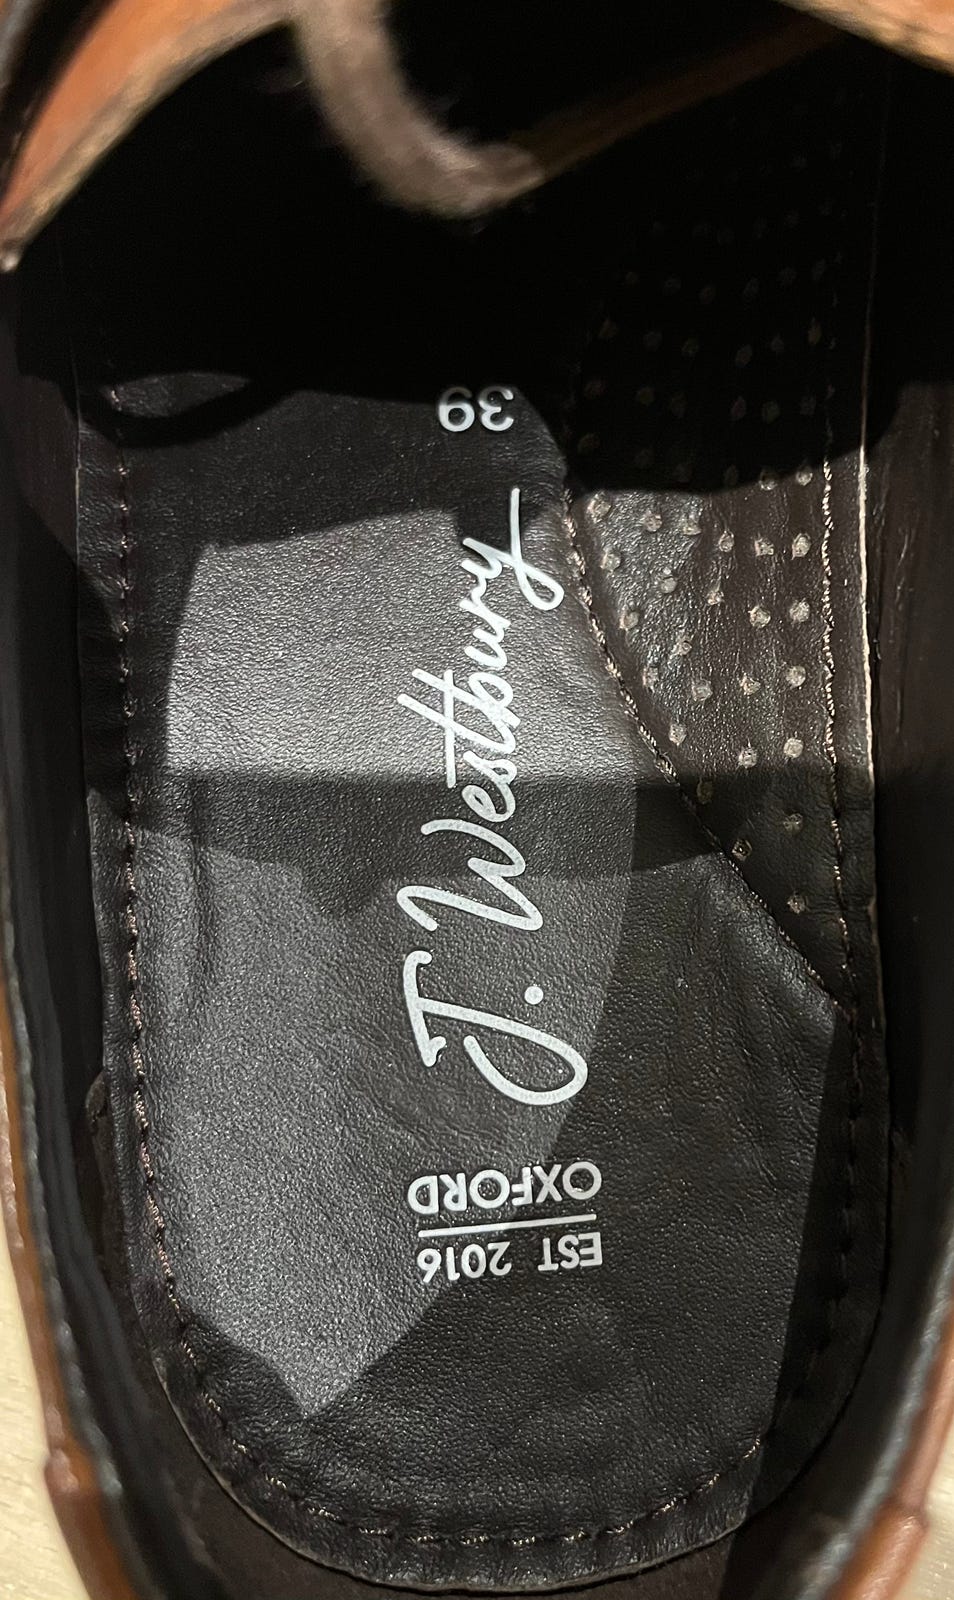 39
J. Westbury
EST 2016
OXFORD